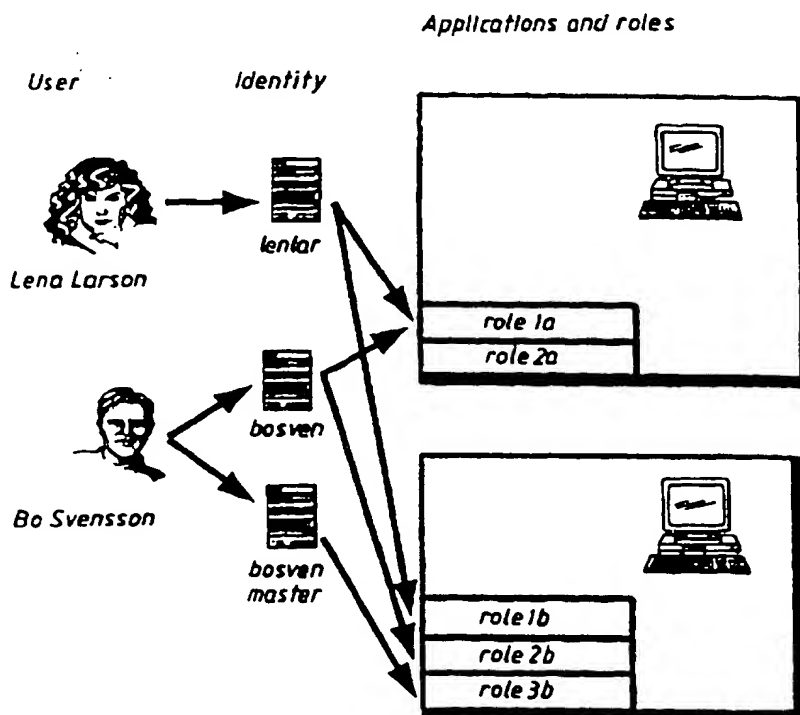 Applications and roles
User Identity
lenlar
Lena Larson
role 1a
role 2a
bosven
Bo Svensson
bosven
master
role 1b
role 2b
role 3b